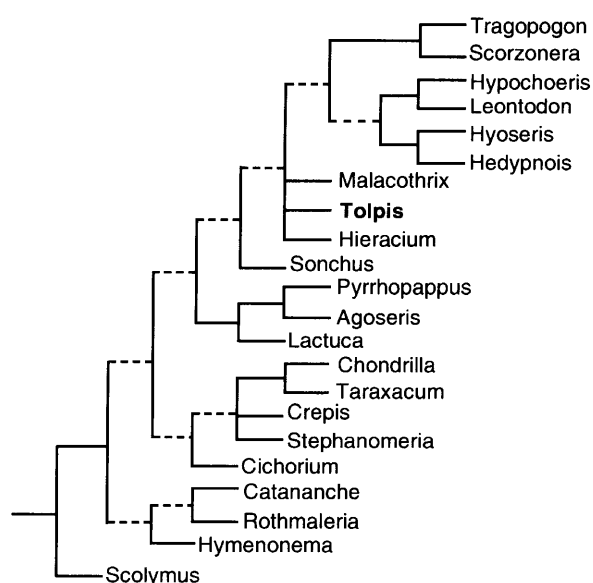 Tragopogon
Scorzonera
Hypochoeris
Leontodon
Hyoseris
Hedypnois
Malacothrix
Tolpis
Hieracium
Sonchus
Pyrrhopappus
Agoseris
Lactuca
Chondrilla
Taraxacum
Crepis
Stephanomeria
Cichorium
Catananche
Rothmaleria
Hymenonema
Scolymus